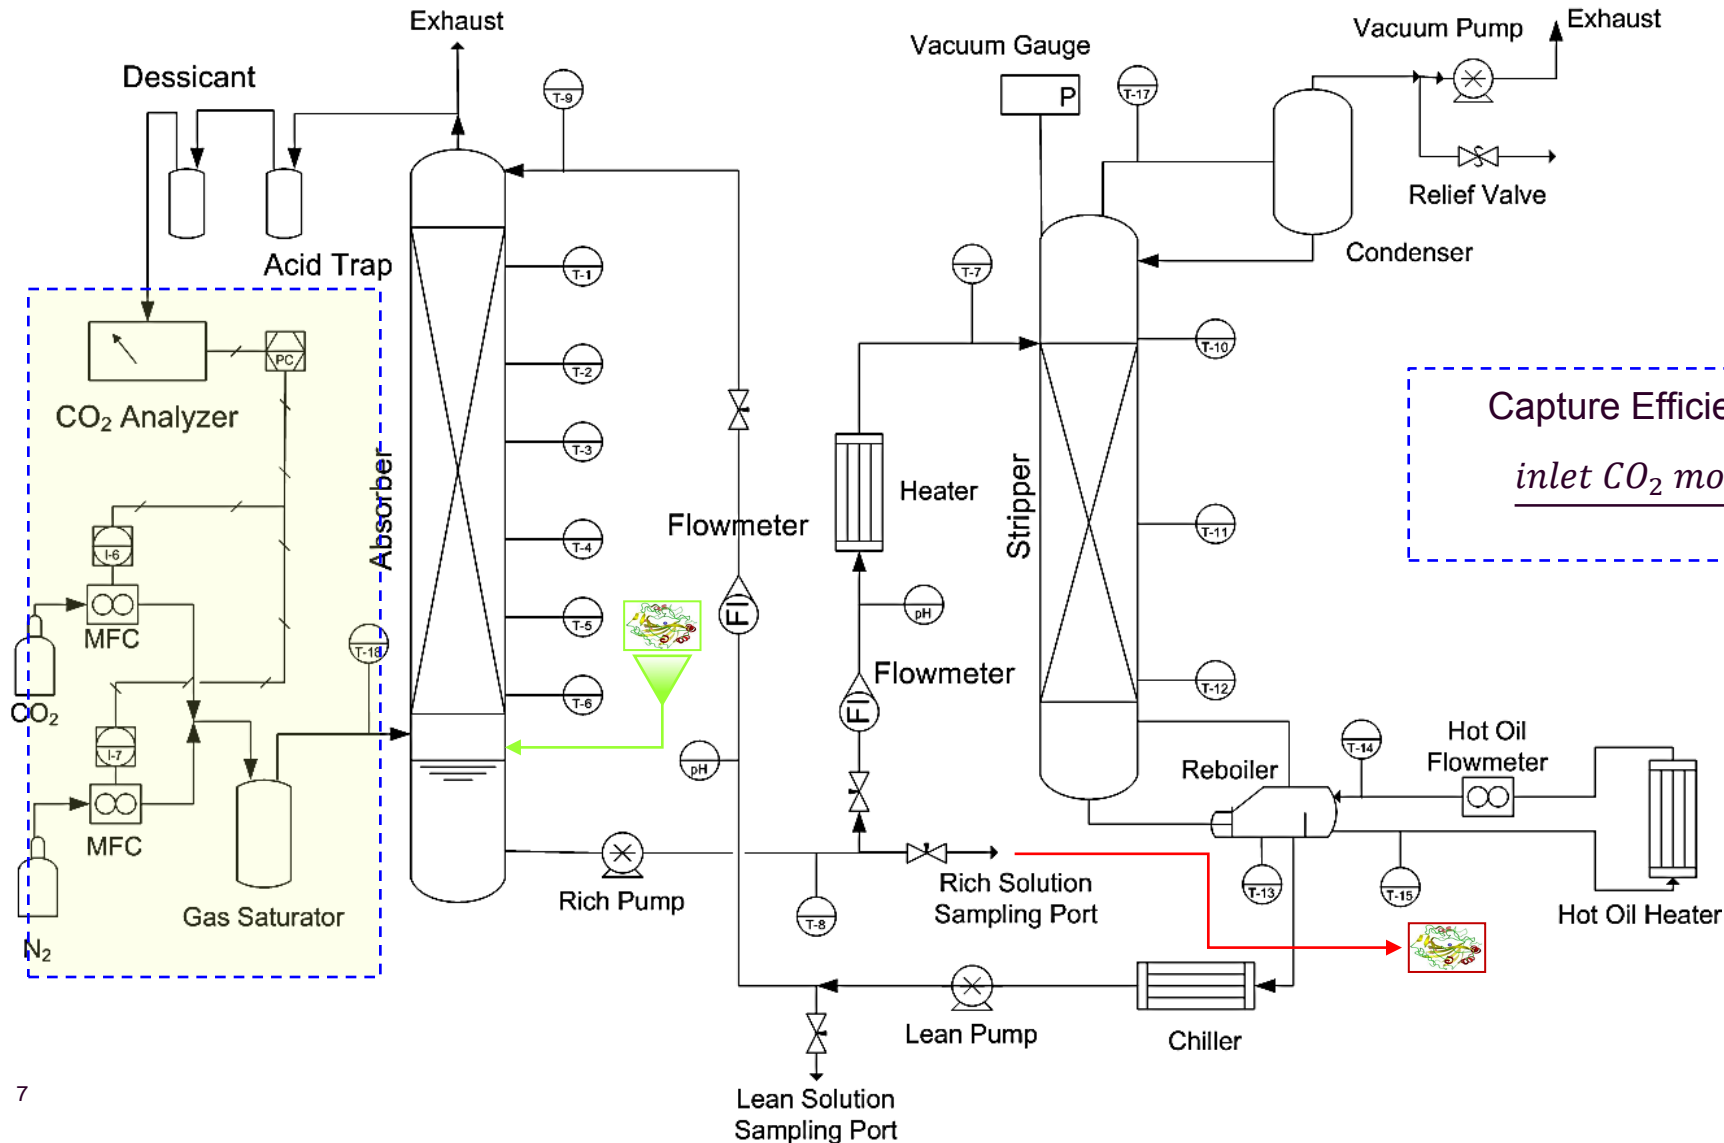 Exhaust
Dessicant
T-9
Vacuum Gauge
P
T-17
Vacuum Pump
Exhaust
Relief Valve
Condenser
Acid Trap
T-1
T-7
PC
CO₂ Analyzer
T-2
T-10
Capture Efficie
inlet CO₂ mo
Absorber
T-3
Heater
Flowmeter
Stripper
T-11
I-6
T-4
MFC
FI
pH
T-5
T-18
CO₂
T-6
Flowmeter
FI
T-12
I-7
pH
T-14
Hot Oil
Flowmeter
Reboiler
MFC
N₂
Gas Saturator
Rich Pump
T-8
Rich Solution
Sampling Port
T-13
T-15
Hot Oil Heater
Lean Pump
Chiller
Lean Solution
Sampling Port
7